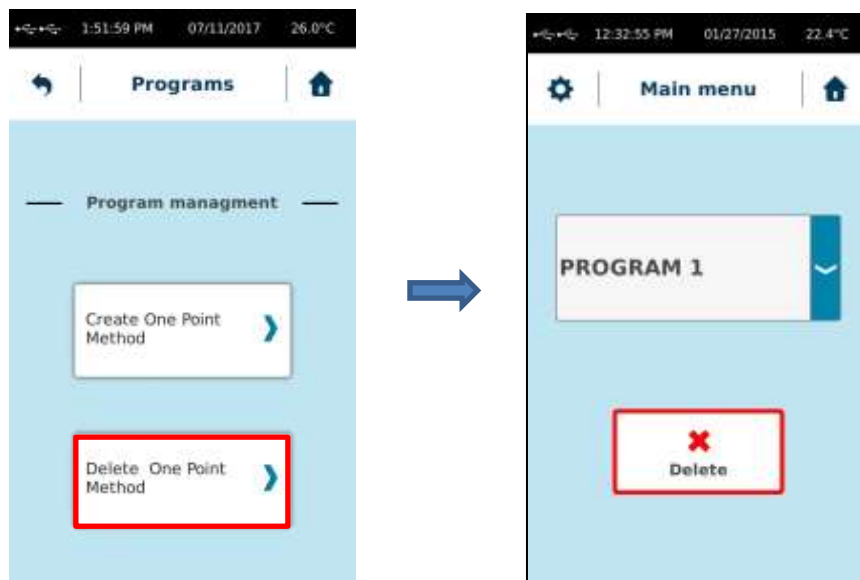 1:51:59 PM 07/11/2017 26.0°C
Programs
Program managment
Create One Point
Method
Delete One Point
Method
12:32:55 PM 01/27/2015 22.4°C
Main menu
PROGRAM 1
Delete